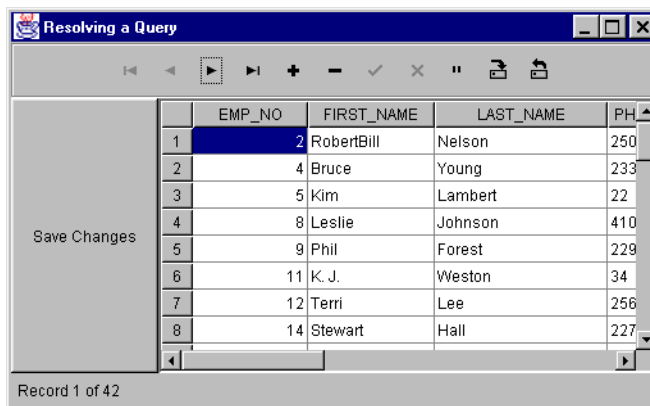 Resolving a Query
EMP_NO FIRST_NAME LAST_NAME PH
1 2 RobertBill Nelson 250
2 4 Bruce Young 233
3 5 Kim Lambert 22
4 8 Leslie Johnson 410
5 9 Phil Forest 229
6 11 K. J. Weston 34
7 12 Terri Lee 256
8 14 Stewart Hall 227
Save Changes
Record 1 of 42